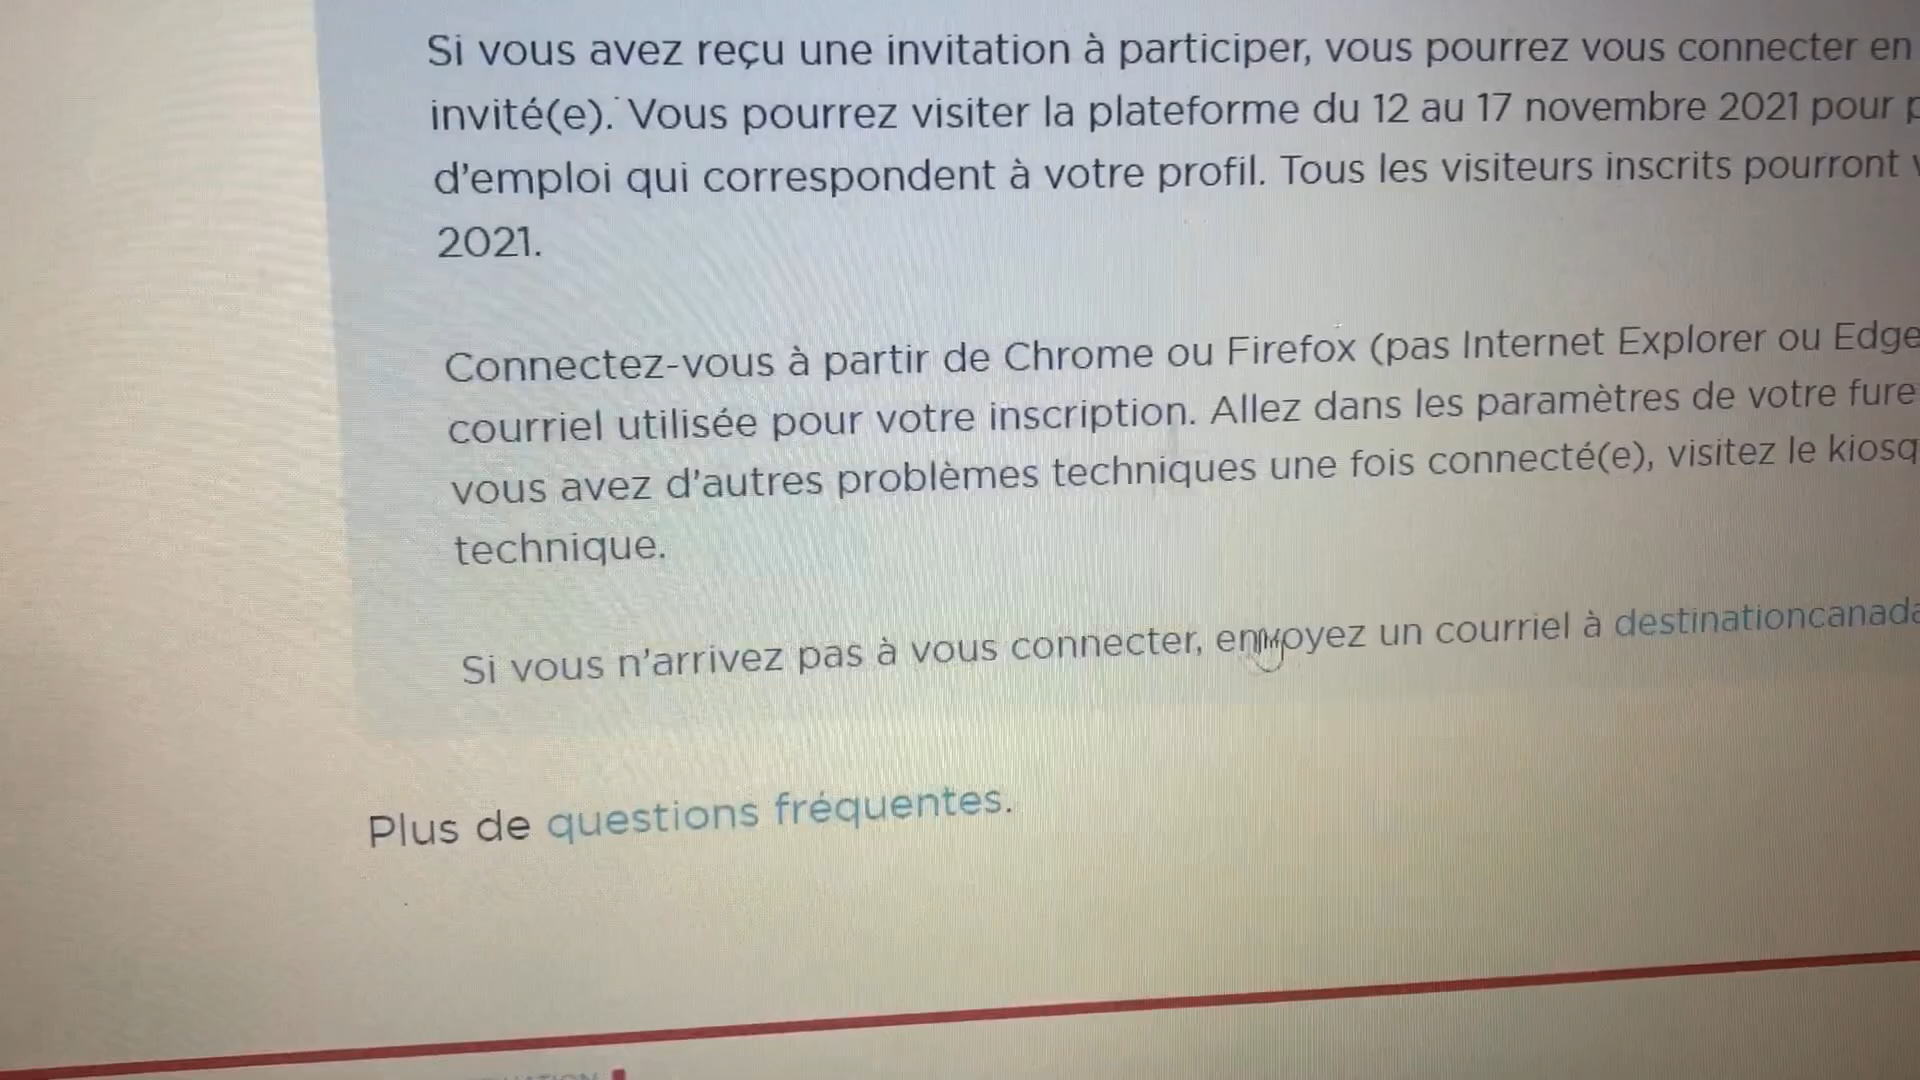 Si vous avez reçu une invitation à participer, vous pourrez vous connecter en
invité(e). Vous pourrez visiter la plateforme du 12 au 17 novembre 2021 pour
d'emploi qui correspondent à votre profil. Tous les visiteurs inscrits pourront
2021.
Connectez-vous à partir de Chrome ou Firefox (pas Internet Explorer ou Edge
courriel utilisée pour votre inscription. Allez dans les paramètres de votre fure
vous avez d'autres problèmes techniques une fois connecté(e), visitez le kiosq
technique.
Si vous n'arrivez pas à vous connecter, envoyez un courriel à destinationcanada
Plus de questions fréquentes.